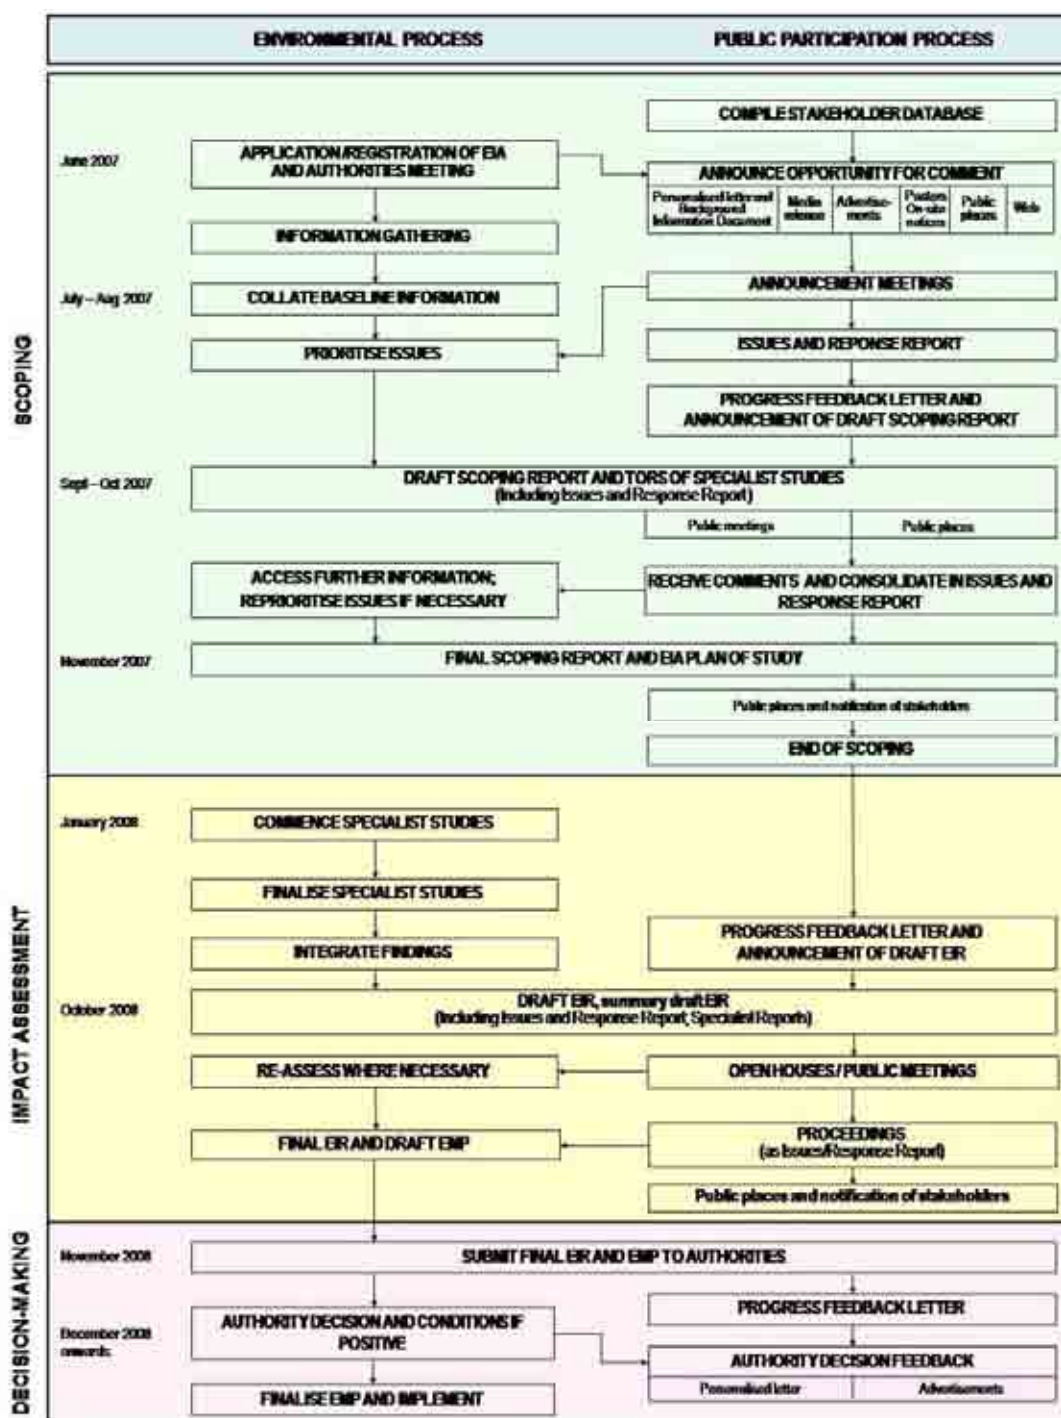 ENVIRONMENTAL PROCESS
PUBLIC PARTICIPATION PROCESS
SCOPING
COMPILE STAKEHOLDER DATABASE
June 2007
APPLICATION/REGISTRATION OF EIA
AND AUTHORITIES MEETING
ANNOUNCE OPPORTUNITY FOR COMMENT
Personalised letter and
Background
Information Document
Media
release
Advertise-
ments
Posters
On-site
notices
Public
places
Web
INFORMATION GATHERING
July – Aug 2007
COLLATE BASELINE INFORMATION
ANNOUNCEMENT MEETINGS
PRIORITISE ISSUES
ISSUES AND REPONSE REPORT
PROGRESS FEEDBACK LETTER AND
ANNOUNCEMENT OF DRAFT SCOPING REPORT
Sept – Oct 2007
DRAFT SCOPING REPORT AND TORS OF SPECIALIST STUDIES
(Including Issues and Response Report)
Public meetings
Public places
ACCESS FURTHER INFORMATION;
REPRIORITISE ISSUES IF NECESSARY
RECEIVE COMMENTS AND CONSOLIDATE IN ISSUES AND
RESPONSE REPORT
November 2007
FINAL SCOPING REPORT AND EIA PLAN OF STUDY
Public places and notification of stakeholders
END OF SCOPING
IMPACT ASSESSMENT
January 2008
COMMENCE SPECIALIST STUDIES
FINALISE SPECIALIST STUDIES
INTEGRATE FINDINGS
PROGRESS FEEDBACK LETTER AND
ANNOUNCEMENT OF DRAFT EIR
October 2008
DRAFT EIR, summary draft EIR
(Including Issues and Response Report, Specialist Reports)
RE-ASSESS WHERE NECESSARY
OPEN HOUSES / PUBLIC MEETINGS
FINAL EIR AND DRAFT EMP
PROCEEDINGS
(as Issues/Response Report)
Public places and notification of stakeholders
DECISION-MAKING
November 2008
SUBMIT FINAL EIR AND EMP TO AUTHORITIES
PROGRESS FEEDBACK LETTER
December 2008
onwards
AUTHORITY DECISION AND CONDITIONS IF
POSITIVE
AUTHORITY DECISION FEEDBACK
Personalised letter
Advertisements
FINALISE EMP AND IMPLEMENT